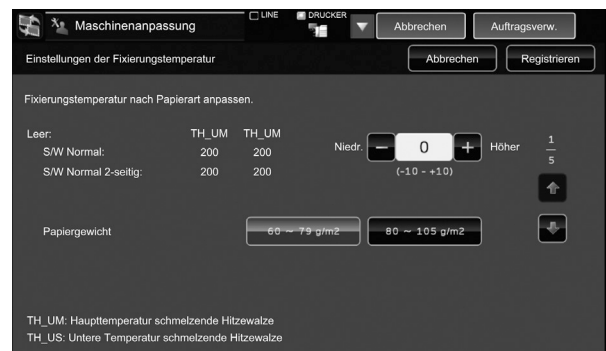 Maschinenanpassung
LINE
DRUCKER
Abbrechen
Auftragsverw.
Einstellungen der Fixierungstemperatur
Abbrechen
Registrieren
Fixierungstemperatur nach Papierart anpassen.
Leer: TH_UM TH_UM
S/W Normal: 200 200
S/W Normal 2-seitig: 200 200
Niedr. − 0 + Höher
(-10 - +10)
1
5
Papiergewicht
60 ~ 79 g/m2
80 ~ 105 g/m2
TH_UM: Haupttemperatur schmelzende Hitzewalze
TH_US: Untere Temperatur schmelzende Hitzewalze